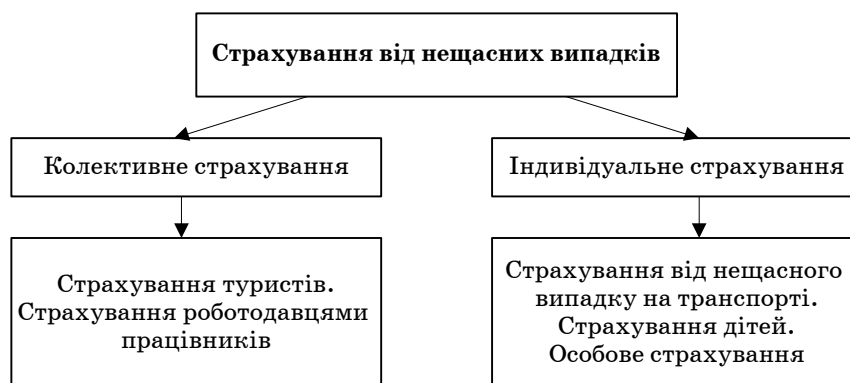 Страхування від нещасних випадків
Колективне страхування
Індивідуальне страхування
Страхування туристів.
Страхування роботодавцями
працівників
Страхування від нещасного
випадку на транспорті.
Страхування дітей.
Особове страхування